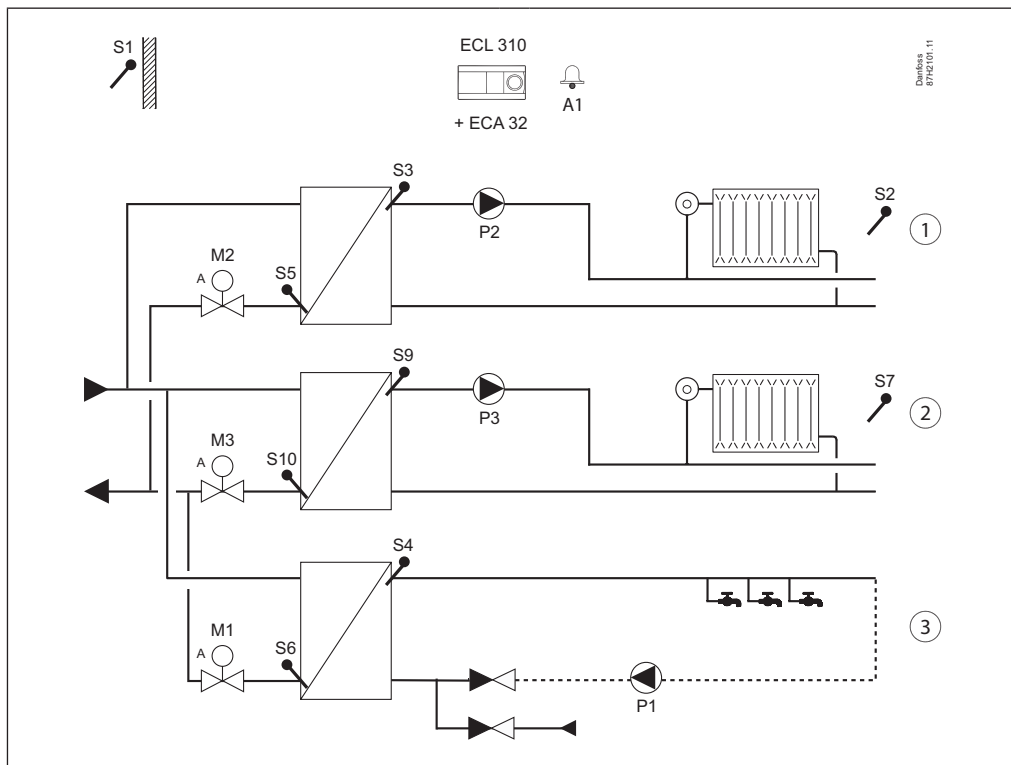 S1
ECL 310
+ ECA 32
A1
Danfoss
87H2101.11
S3
P2
S2
1
M2
A
S5
S9
P3
S7
2
M3
A
S10
S4
M1
A
S6
P1
3